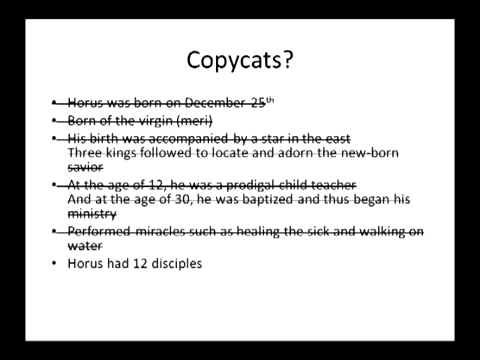 Copycats?
• Horus was born on December 25th
• Born of the virgin (meri)
• His birth was accompanied by a star in the east
Three kings followed to locate and adorn the new-born
savior
• At the age of 12, he was a prodigal child teacher
And at the age of 30, he was baptized and thus began his
ministry
• Performed miracles such as healing the sick and walking on
water
• Horus had 12 disciples